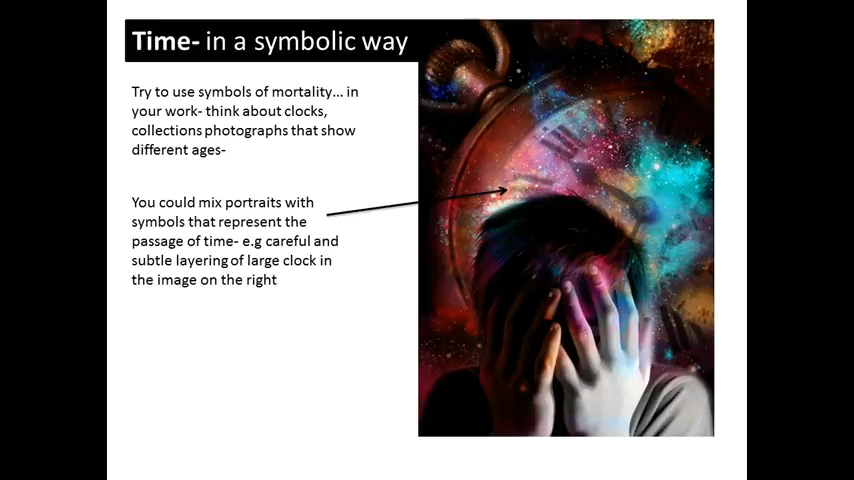 Time- in a symbolic way
Try to use symbols of mortality... in
your work- think about clocks,
collections photographs that show
different ages-
You could mix portraits with
symbols that represent the
passage of time- e.g careful and
subtle layering of large clock in
the image on the right